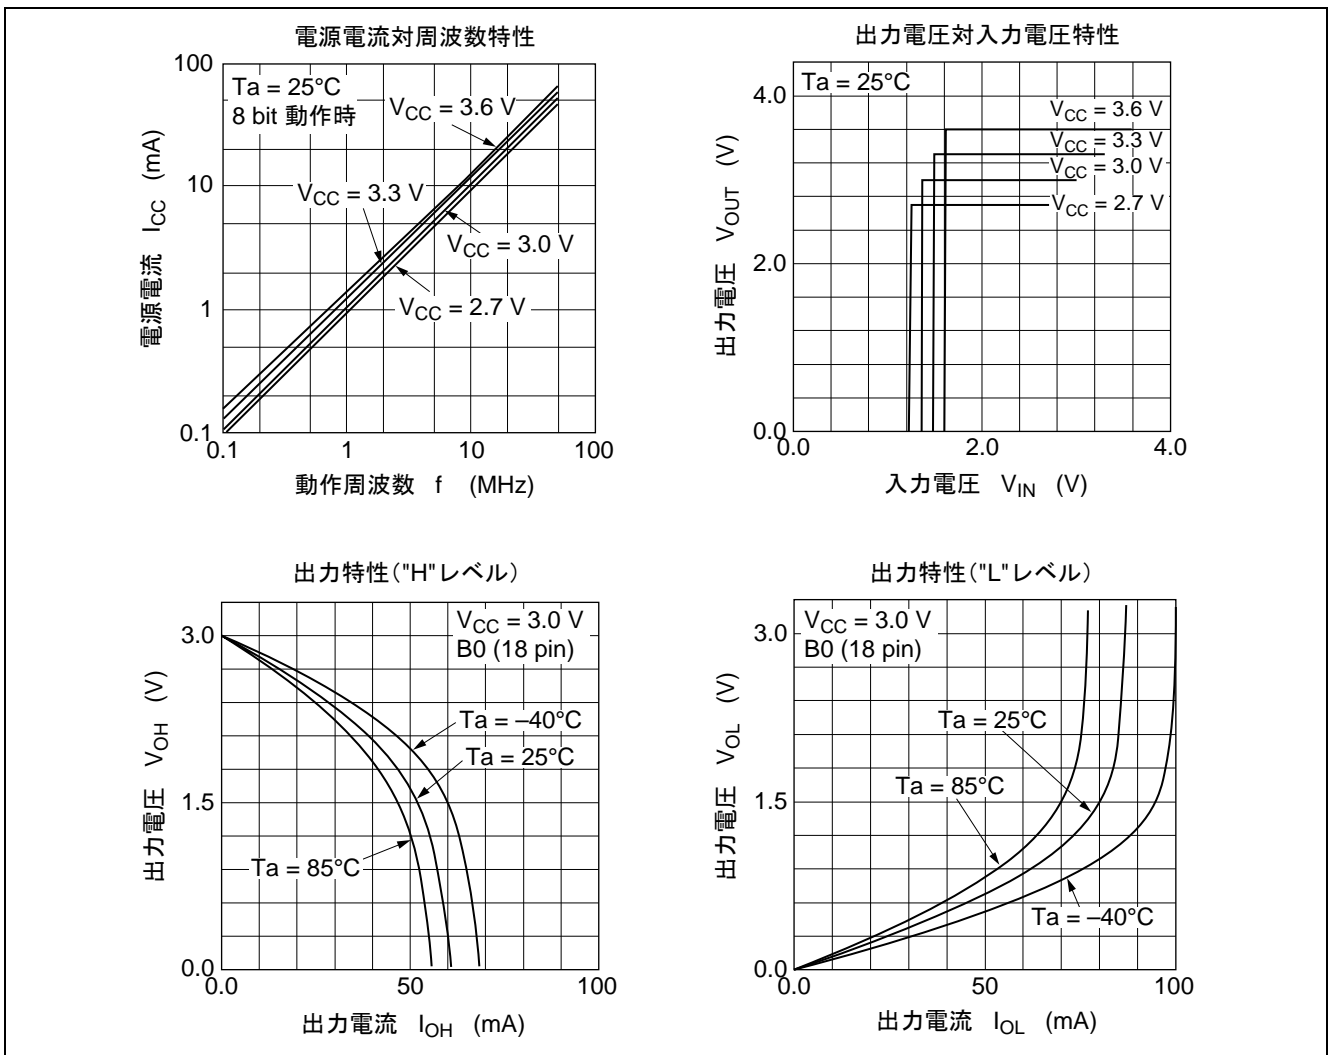 電源電流対周波数特性
100
10
1
0.1
0.1
1
10
100
Ta = 25°C
8 bit 動作時
VCC = 3.6 V
VCC = 3.3 V
VCC = 3.0 V
VCC = 2.7 V
電源電流 ICC (mA)
動作周波数 f (MHz)
出力電圧対入力電圧特性
4.0
2.0
0.0
0.0
2.0
4.0
Ta = 25°C
VCC = 3.6 V
VCC = 3.3 V
VCC = 3.0 V
VCC = 2.7 V
出力電圧 VOUT (V)
入力電圧 VIN (V)
出力特性("H"レベル)
3.0
1.5
0.0
0.0
50
100
VCC = 3.0 V
B0 (18 pin)
Ta = –40°C
Ta = 25°C
Ta = 85°C
出力電圧 VOH (V)
出力電流 IOH (mA)
出力特性("L"レベル)
3.0
1.5
0.0
0.0
50
100
VCC = 3.0 V
B0 (18 pin)
Ta = 25°C
Ta = 85°C
Ta = –40°C
出力電圧 VOL (V)
出力電流 IOL (mA)